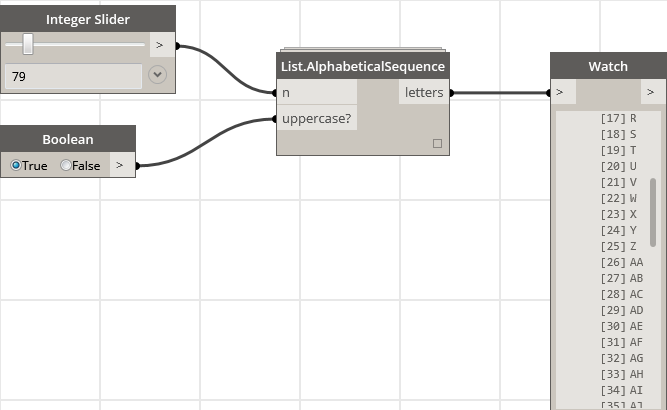 Integer Slider
>
79
Boolean
True False >
List.AlphabeticalSequence
n letters
uppercase?
Watch
> >
[17] R
[18] S
[19] T
[20] U
[21] V
[22] W
[23] X
[24] Y
[25] Z
[26] AA
[27] AB
[28] AC
[29] AD
[30] AE
[31] AF
[32] AG
[33] AH
[34] AI
[35] AJ